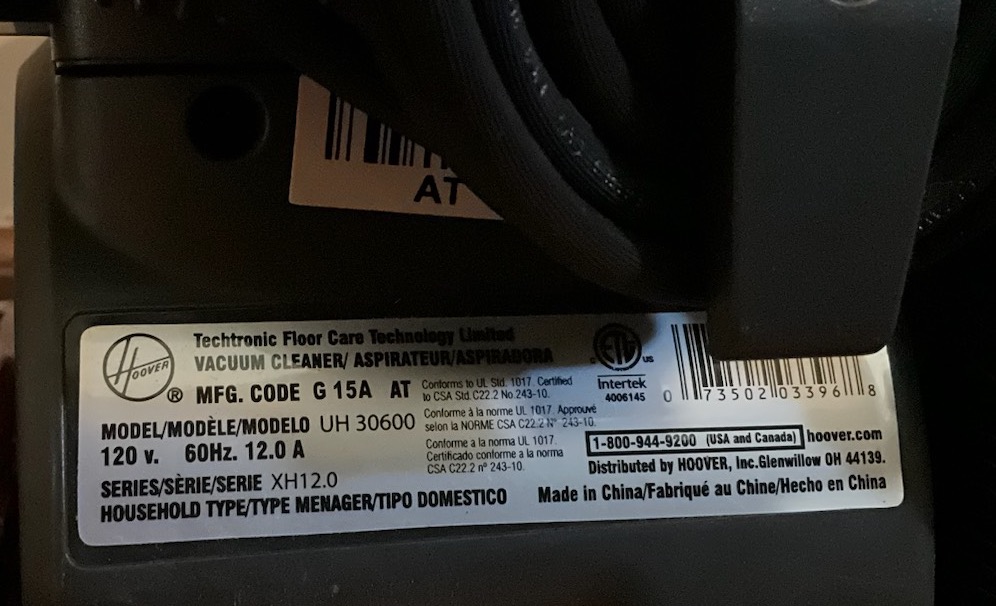 AT
HOOVER
®
Techtronic Floor Care Technology Limited
VACUUM CLEANER/ ASPIRATEUR/ASPIRADORA
MFG. CODE G 15A AT
Conforms to UL Std. 1017. Certified
to CSA Std. C22.2 No.243-10.
C ETL US
Intertek
4006145
0 73502 03396 8
MODEL/MODÈLE/MODELO UH 30600
Conforme à la norme UL 1017. Approuvé
selon la NORME CSA C22.2 N° 243-10.
120 v. 60Hz. 12.0 A
Conforme a la norma UL 1017.
Certificado conforme a la norma
CSA C22.2 nº 243-10.
1-800-944-9200 (USA and Canada) hoover.com
Distributed by HOOVER, Inc.Glenwillow OH 44139.
SERIES/SÈRIE/SERIE XH12.0
HOUSEHOLD TYPE/TYPE MENAGER/TIPO DOMESTICO
Made in China/Fabriqué au Chine/Hecho en China